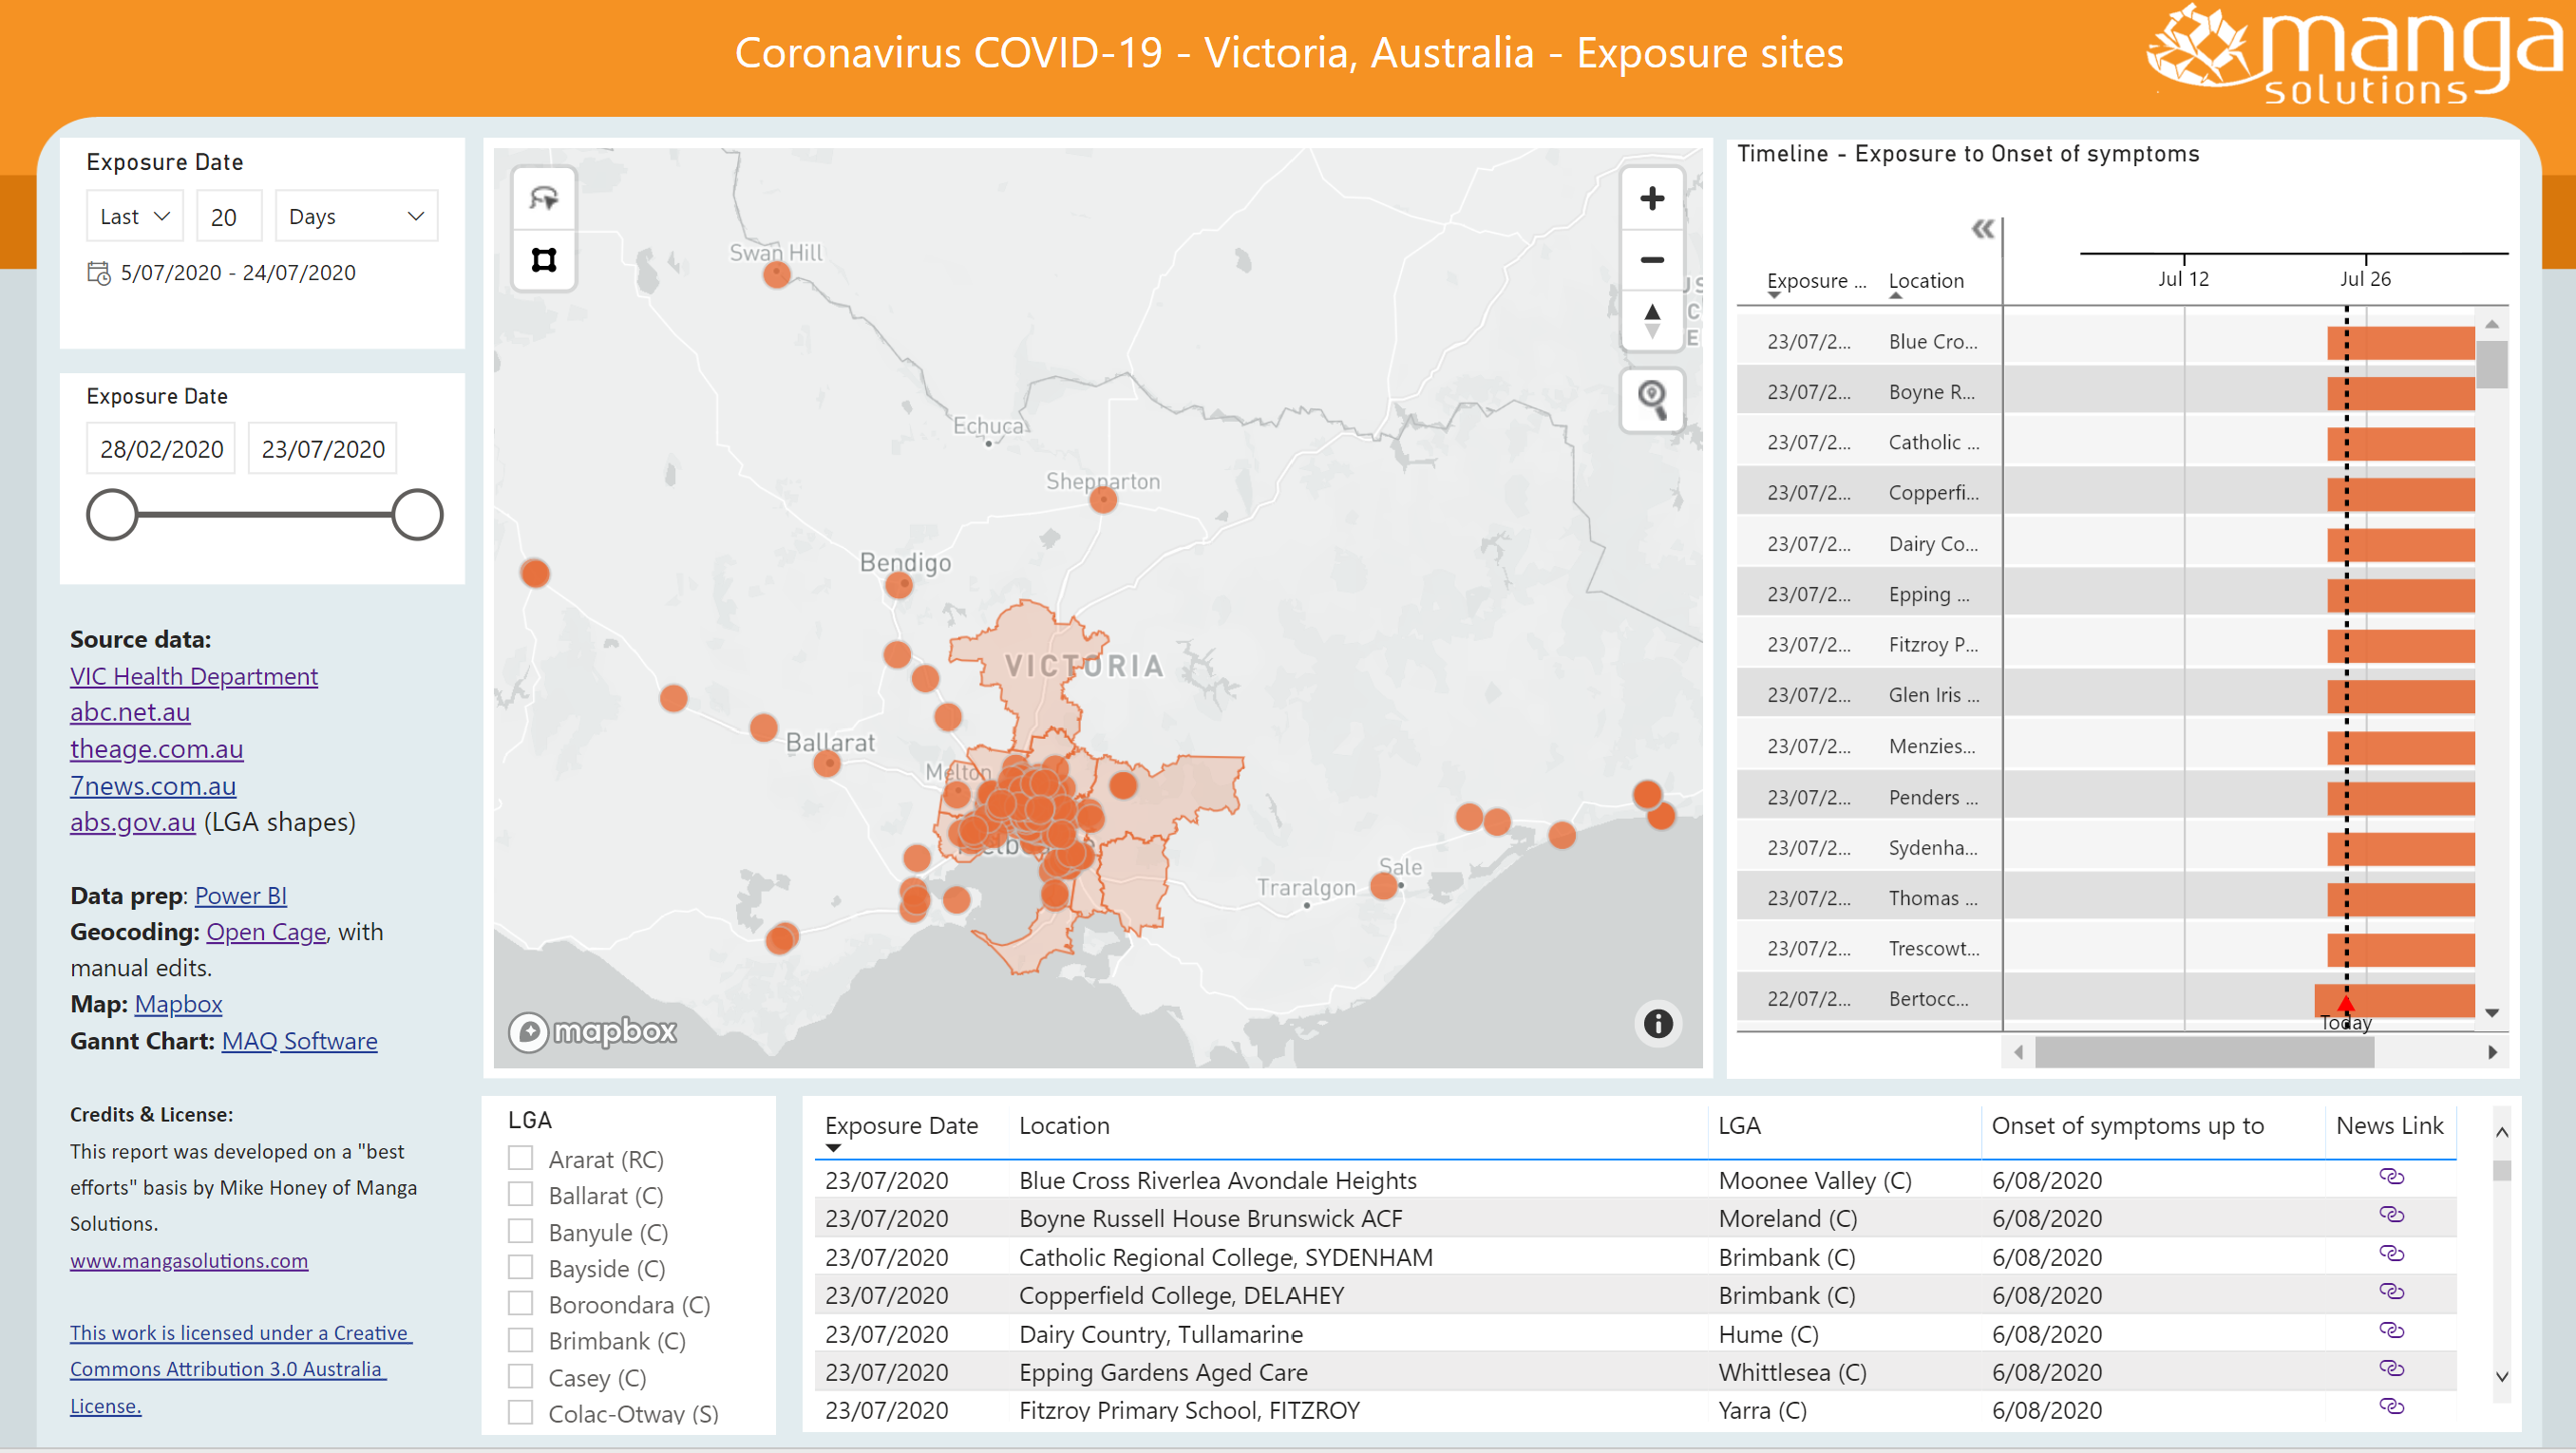 Coronavirus COVID-19 - Victoria, Australia - Exposure sites
manga
solutions
Exposure Date
Last 20 Days
5/07/2020 - 24/07/2020
Exposure Date
28/02/2020 23/07/2020
Source data:
VIC Health Department
abc.net.au
theage.com.au
7news.com.au
abs.gov.au (LGA shapes)
Data prep: Power BI
Geocoding: Open Cage, with
manual edits.
Map: Mapbox
Gannt Chart: MAQ Software
Credits & License:
This report was developed on a "best
efforts" basis by Mike Honey of Manga
Solutions.
www.mangasolutions.com
This work is licensed under a Creative
Commons Attribution 3.0 Australia
License.
Swan Hill
Echuca
Shepparton
Bendigo
VICTORIA
Ballarat
Melton
Sale
Traralgon
mapbox
Timeline - Exposure to Onset of symptoms
Jul 12 Jul 26
Exposure ... Location
23/07/2... Blue Cro...
23/07/2... Boyne R...
23/07/2... Catholic ...
23/07/2... Copperfi...
23/07/2... Dairy Co...
23/07/2... Epping ...
23/07/2... Fitzroy P...
23/07/2... Glen Iris ...
23/07/2... Menzies...
23/07/2... Penders ...
23/07/2... Sydenha...
23/07/2... Thomas ...
23/07/2... Trescowt...
22/07/2... Bertocc...
Today
LGA
Ararat (RC)
Ballarat (C)
Banyule (C)
Bayside (C)
Boroondara (C)
Brimbank (C)
Casey (C)
Colac-Otway (S)
Exposure Date Location LGA Onset of symptoms up to News Link
23/07/2020 Blue Cross Riverlea Avondale Heights Moonee Valley (C) 6/08/2020
23/07/2020 Boyne Russell House Brunswick ACF Moreland (C) 6/08/2020
23/07/2020 Catholic Regional College, SYDENHAM Brimbank (C) 6/08/2020
23/07/2020 Copperfield College, DELAHEY Brimbank (C) 6/08/2020
23/07/2020 Dairy Country, Tullamarine Hume (C) 6/08/2020
23/07/2020 Epping Gardens Aged Care Whittlesea (C) 6/08/2020
23/07/2020 Fitzroy Primary School, FITZROY Yarra (C) 6/08/2020